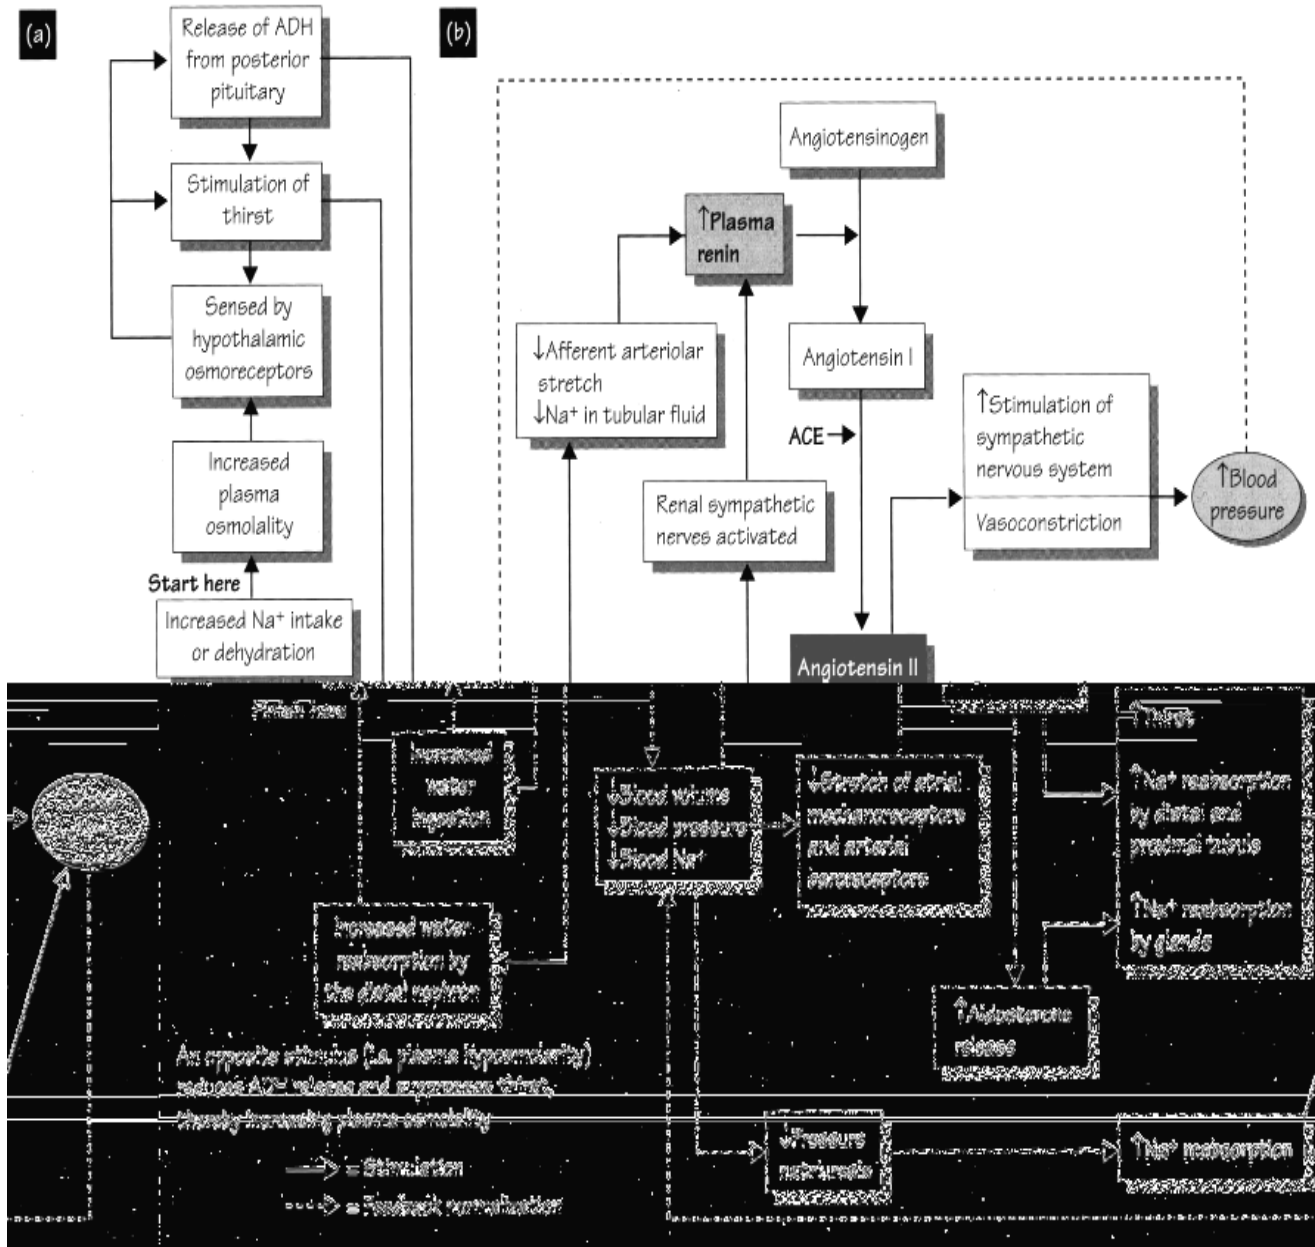 (a)
Release of ADH
from posterior
pituitary
Stimulation of
thirst
Sensed by
hypothalamic
osmoreceptors
Increased
plasma
osmolality
Start here
Increased Na⁺ intake
or dehydration
Increased
water
ingestion
Increased water
reabsorption by
the distal nephron
An opposite stimulus (i.e. plasma hyposmolarity)
reduces ADH release and suppresses thirst,
thereby increasing plasma osmolality
= Stimulation
= Feedback normalization
(b)
Angiotensinogen
↑Plasma
renin
↓Afferent arteriolar
stretch
↓Na⁺ in tubular fluid
Angiotensin I
ACE
Renal sympathetic
nerves activated
↑Stimulation of
sympathetic
nervous system
Vasoconstriction
↑Blood
pressure
Angiotensin II
↓Blood volume
↓Blood pressure
↓Blood Na⁺
↓Stretch of atrial
mechanoreceptors
and arterial
baroreceptors
↑Thirst
↑Na⁺ reabsorption
by distal and
proximal tubule
↑Na⁺ reabsorption
by glands
↑Aldosterone
release
↓Pressure
natriuresis
↑Na⁺ reabsorption